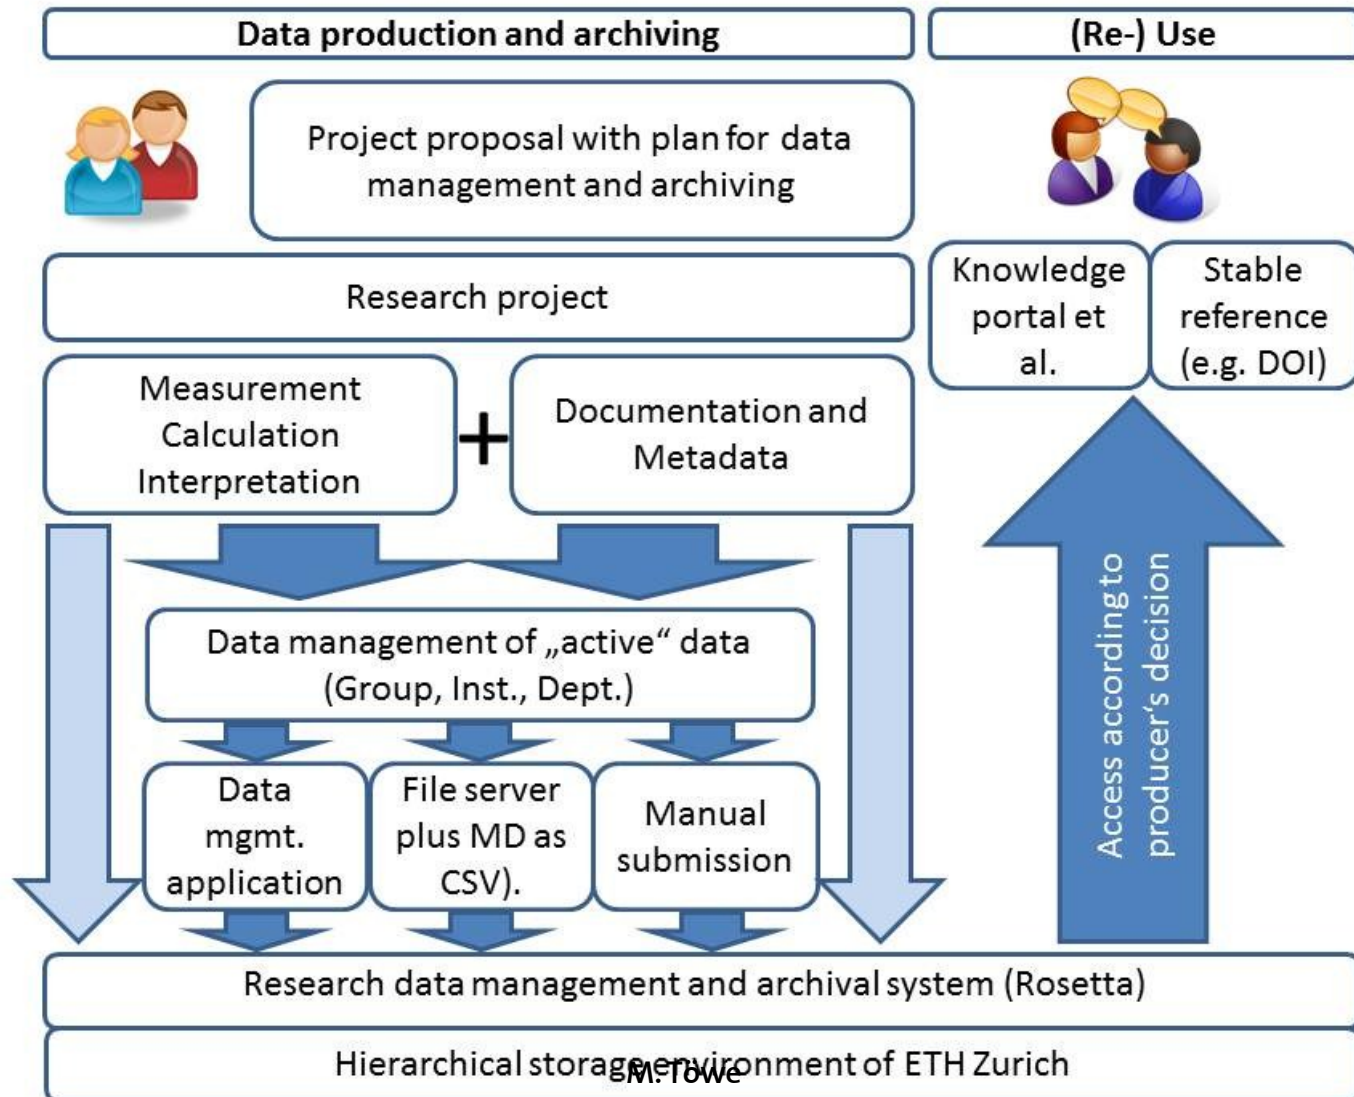 Data production and archiving
(Re-) Use
Project proposal with plan for data
management and archiving
Research project
Knowledge
portal et
al.
Stable
reference
(e.g. DOI)
Measurement
Calculation
Interpretation
+
Documentation and
Metadata
Data management of „active“ data
(Group, Inst., Dept.)
Data
mgmt.
application
File server
plus MD as
CSV).
Manual
submission
Access according to
producer‘s decision
Research data management and archival system (Rosetta)
Hierarchical storage environment of ETH Zurich
M. Töwe